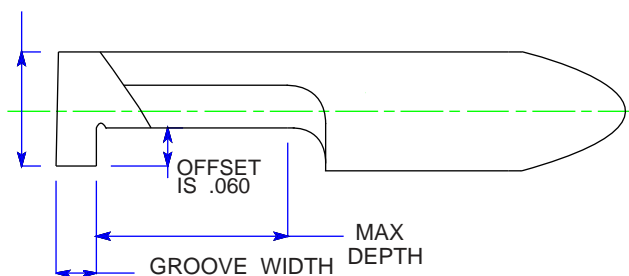 OFFSET
IS .060
MAX
DEPTH
GROOVE WIDTH